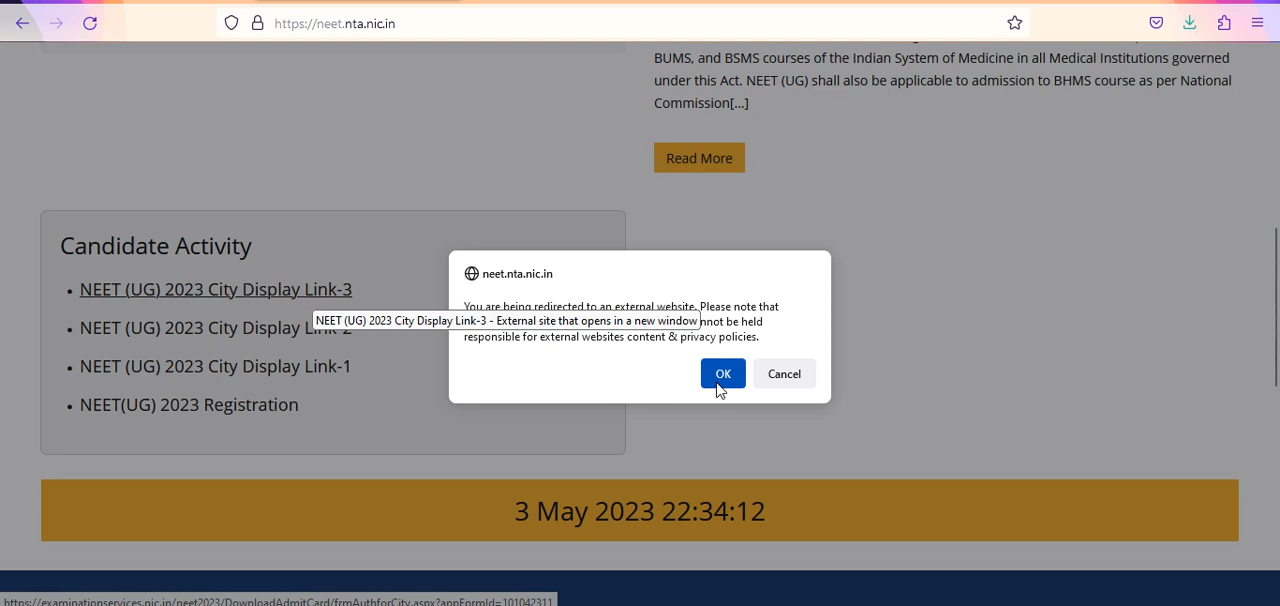 https://neet.nta.nic.in
BUMS, and BSMS courses of the Indian System of Medicine in all Medical Institutions governed
under this Act. NEET (UG) shall also be applicable to admission to BHMS course as per National
Commission[...]
Read More
Candidate Activity
NEET (UG) 2023 City Display Link-3
NEET (UG) 2023 City Display Link-2
NEET (UG) 2023 City Display Link-1
NEET(UG) 2023 Registration
neet.nta.nic.in
You are being redirected to an external website. Please note that
NEET (UG) 2023 City Display Link-3 - External site that opens in a new window
nnot be held
responsible for external websites content & privacy policies.
OK
Cancel
3 May 2023 22:34:12
https://examinationservices.nic.in/neet2023/DownloadAdmitCard/frmAuthforCity.aspx?appFormId=101042311